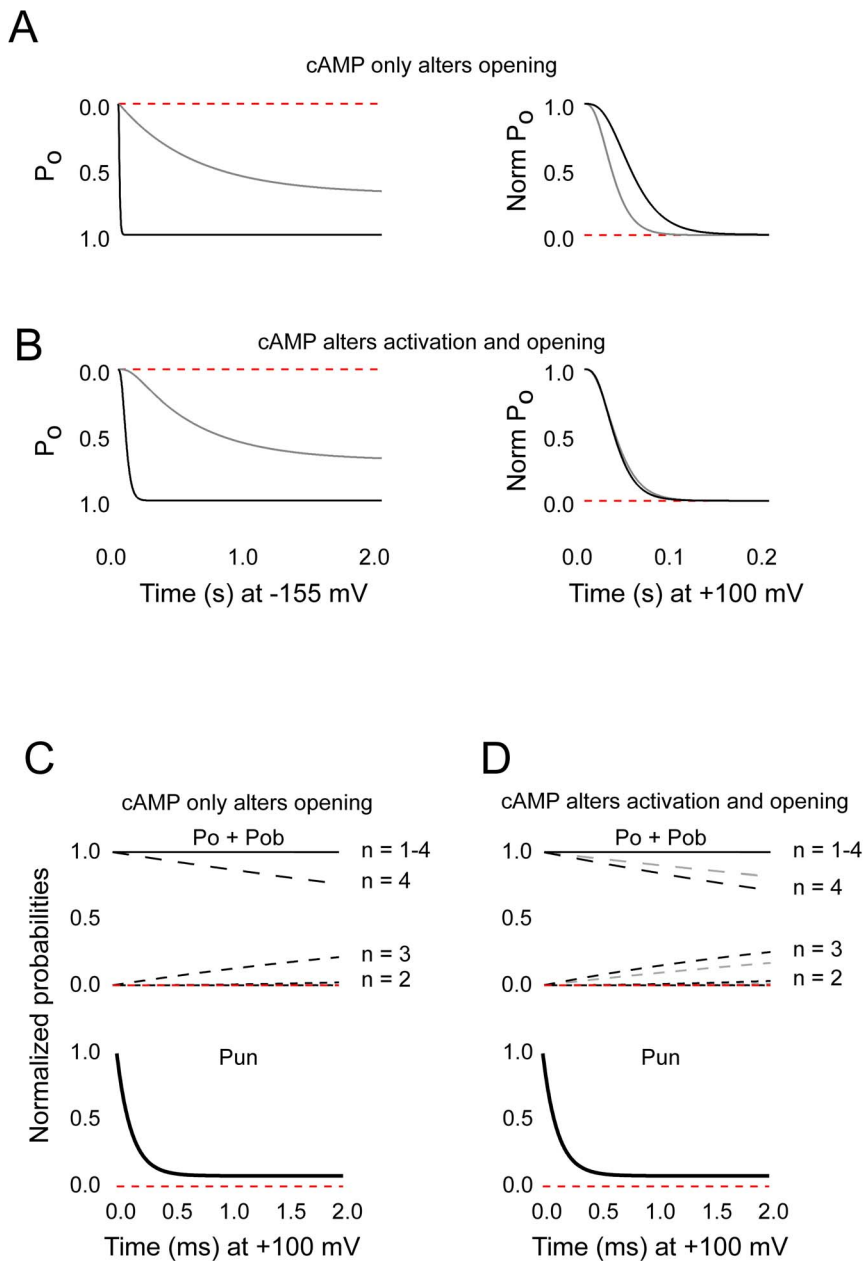 A
cAMP only alters opening
0.0
0.5
1.0
Po
1.0
0.5
0.0
Norm Po
B
cAMP alters activation and opening
0.0
0.5
1.0
Po
1.0
0.5
0.0
Norm Po
0.0 1.0 2.0
Time (s) at -155 mV
0.0 0.1 0.2
Time (s) at +100 mV
C
cAMP only alters opening
Po + Pob
1.0
0.5
0.0
n = 1-4
n = 4
n = 3
n = 2
Normalized probabilities
Pun
1.0
0.5
0.0
0.0 0.5 1.0 1.5 2.0
Time (ms) at +100 mV
D
cAMP alters activation and opening
Po + Pob
1.0
0.5
0.0
n = 1-4
n = 4
n = 3
n = 2
Pun
1.0
0.5
0.0
0.0 0.5 1.0 1.5 2.0
Time (ms) at +100 mV